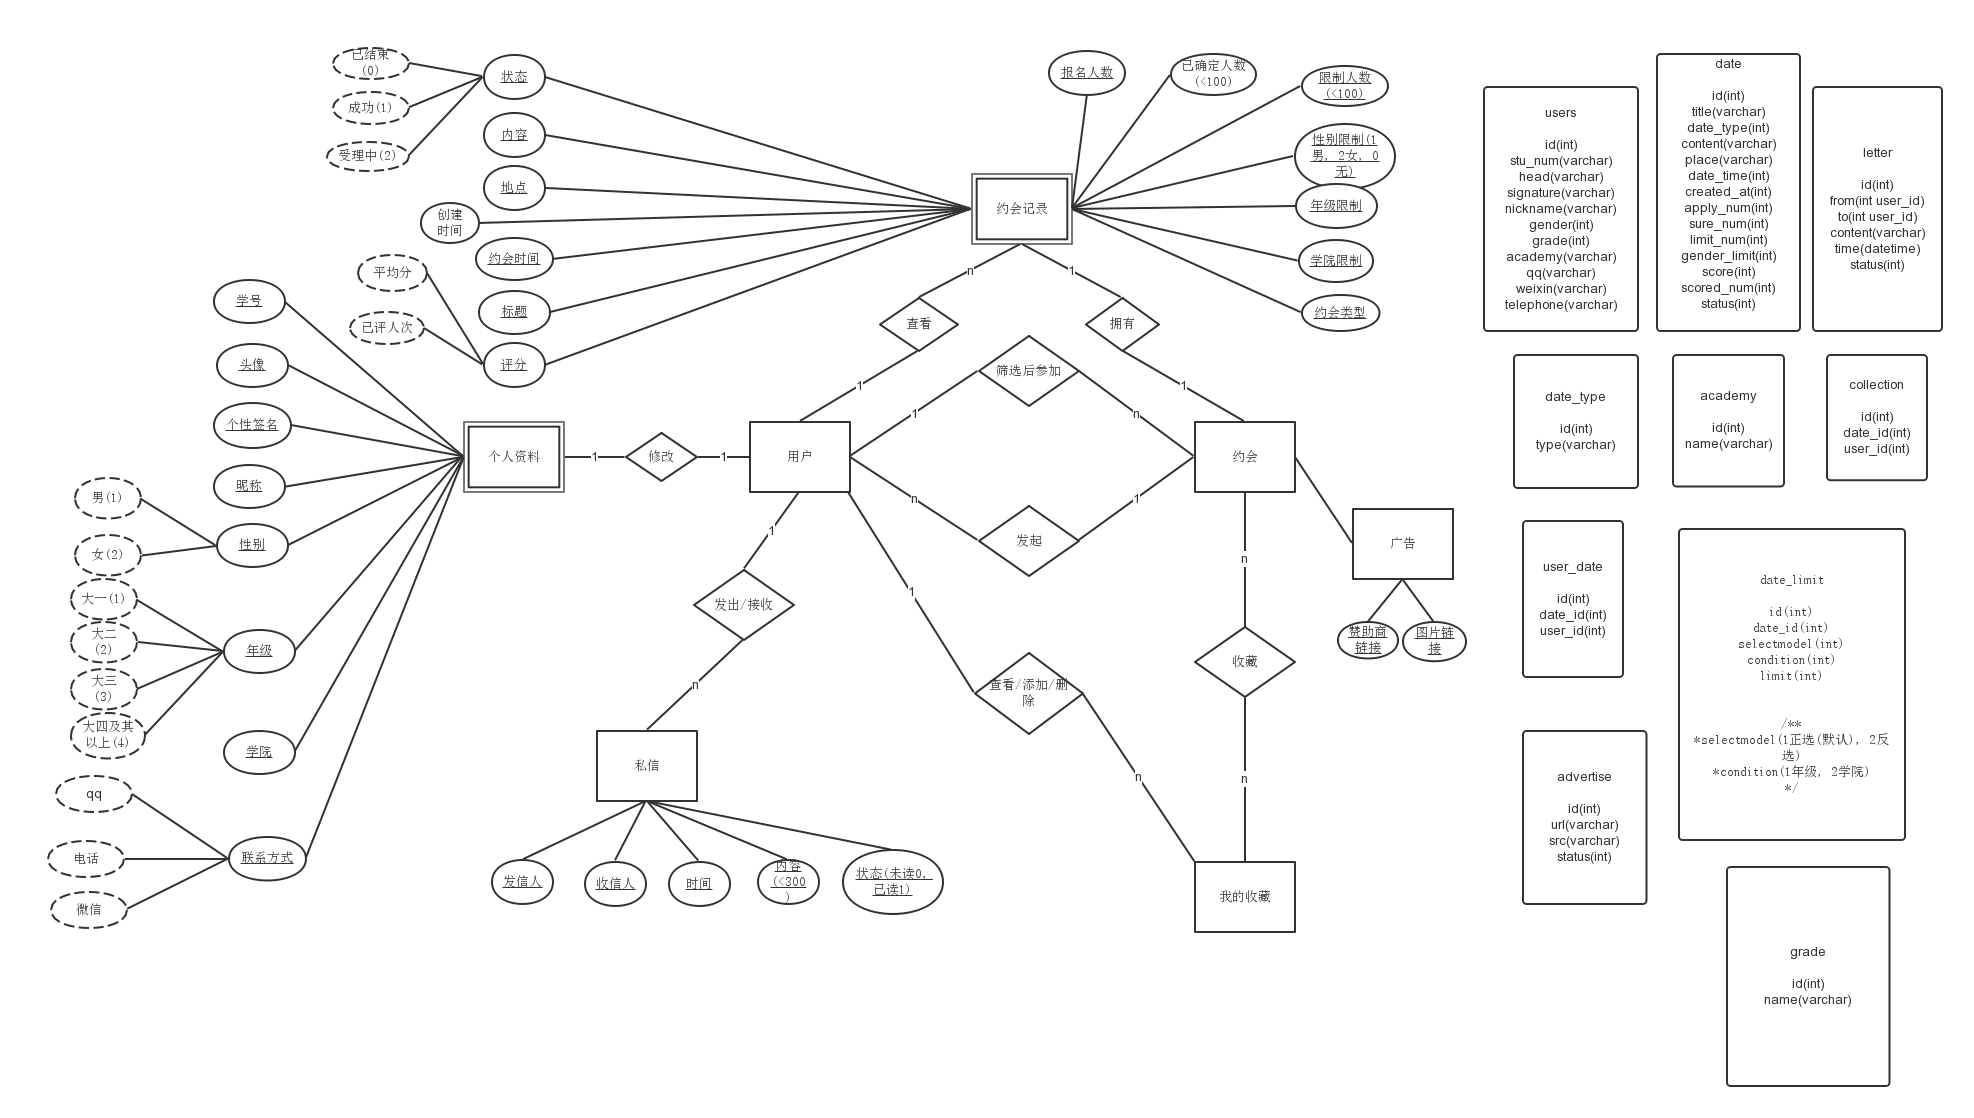 已结束
(0)
成功(1)
受理中(2)
状态
内容
地点
创建
时间
约会时间
平均分
标题
已评人次
评分
报名人数
已确定人数
(<100)
限制人数
(<100)
性别限制(1
男, 2女, 0
无)
年级限制
学院限制
约会类型
约会记录
n
1
查看
拥有
1
1
筛选后参加
1
n
学号
头像
个性签名
昵称
性别
男(1)
女(2)
大一(1)
大二
(2)
大三
(3)
大四及其
以上(4)
年级
学院
qq
电话
微信
联系方式
个人资料
1
修改
1
用户
约会
n
发起
1
1
发出/接收
n
私信
发信人
收信人
时间
内容
(<300
)
状态(未读0,
已读1)
1
查看/添加/删
除
n
n
收藏
n
我的收藏
广告
赞助商
链接
图片链
接
users
id(int)
stu_num(varchar)
head(varchar)
signature(varchar)
nickname(varchar)
gender(int)
grade(int)
academy(varchar)
qq(varchar)
weixin(varchar)
telephone(varchar)
date
id(int)
title(varchar)
date_type(int)
content(varchar)
place(varchar)
date_time(int)
created_at(int)
apply_num(int)
sure_num(int)
limit_num(int)
gender_limit(int)
score(int)
scored_num(int)
status(int)
letter
id(int)
from(int user_id)
to(int user_id)
content(varchar)
time(datetime)
status(int)
date_type
id(int)
type(varchar)
academy
id(int)
name(varchar)
collection
id(int)
date_id(int)
user_id(int)
user_date
id(int)
date_id(int)
user_id(int)
date_limit
id(int)
date_id(int)
selectmodel(int)
condition(int)
limit(int)
/**
*selectmodel(1正选(默认), 2反
选)
*condition(1年级, 2学院)
*/
advertise
id(int)
url(varchar)
src(varchar)
status(int)
grade
id(int)
name(varchar)